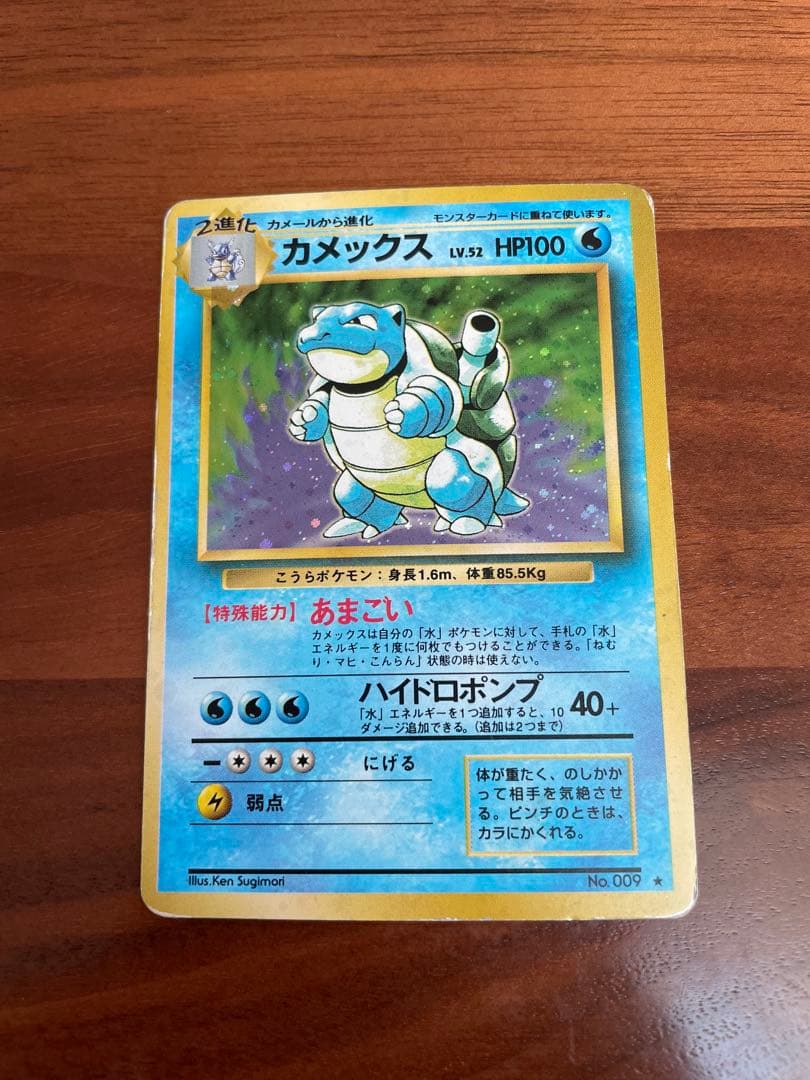 2進化 カメールから進化 モンスターカードに重ねて使います。
カメックス LV.52 HP100
こうらポケモン：身長1.6m、体重85.5Kg
【特殊能力】あまごい
カメックスは自分の「水」ポケモンに対して、手札の「水」
エネルギーを1度に何枚でもつけることができる。「ねむ
り・マヒ・こんらん」状態の時は使えない。
ハイドロポンプ 40+
「水」エネルギーを1つ追加すると、10
ダメージ追加できる。（追加は2つまで）
にげる
弱点
体が重たく、のしかか
って相手を気絶させ
る。ピンチのときは、
カラにかくれる。
Illus.Ken Sugimori No. 009 ★